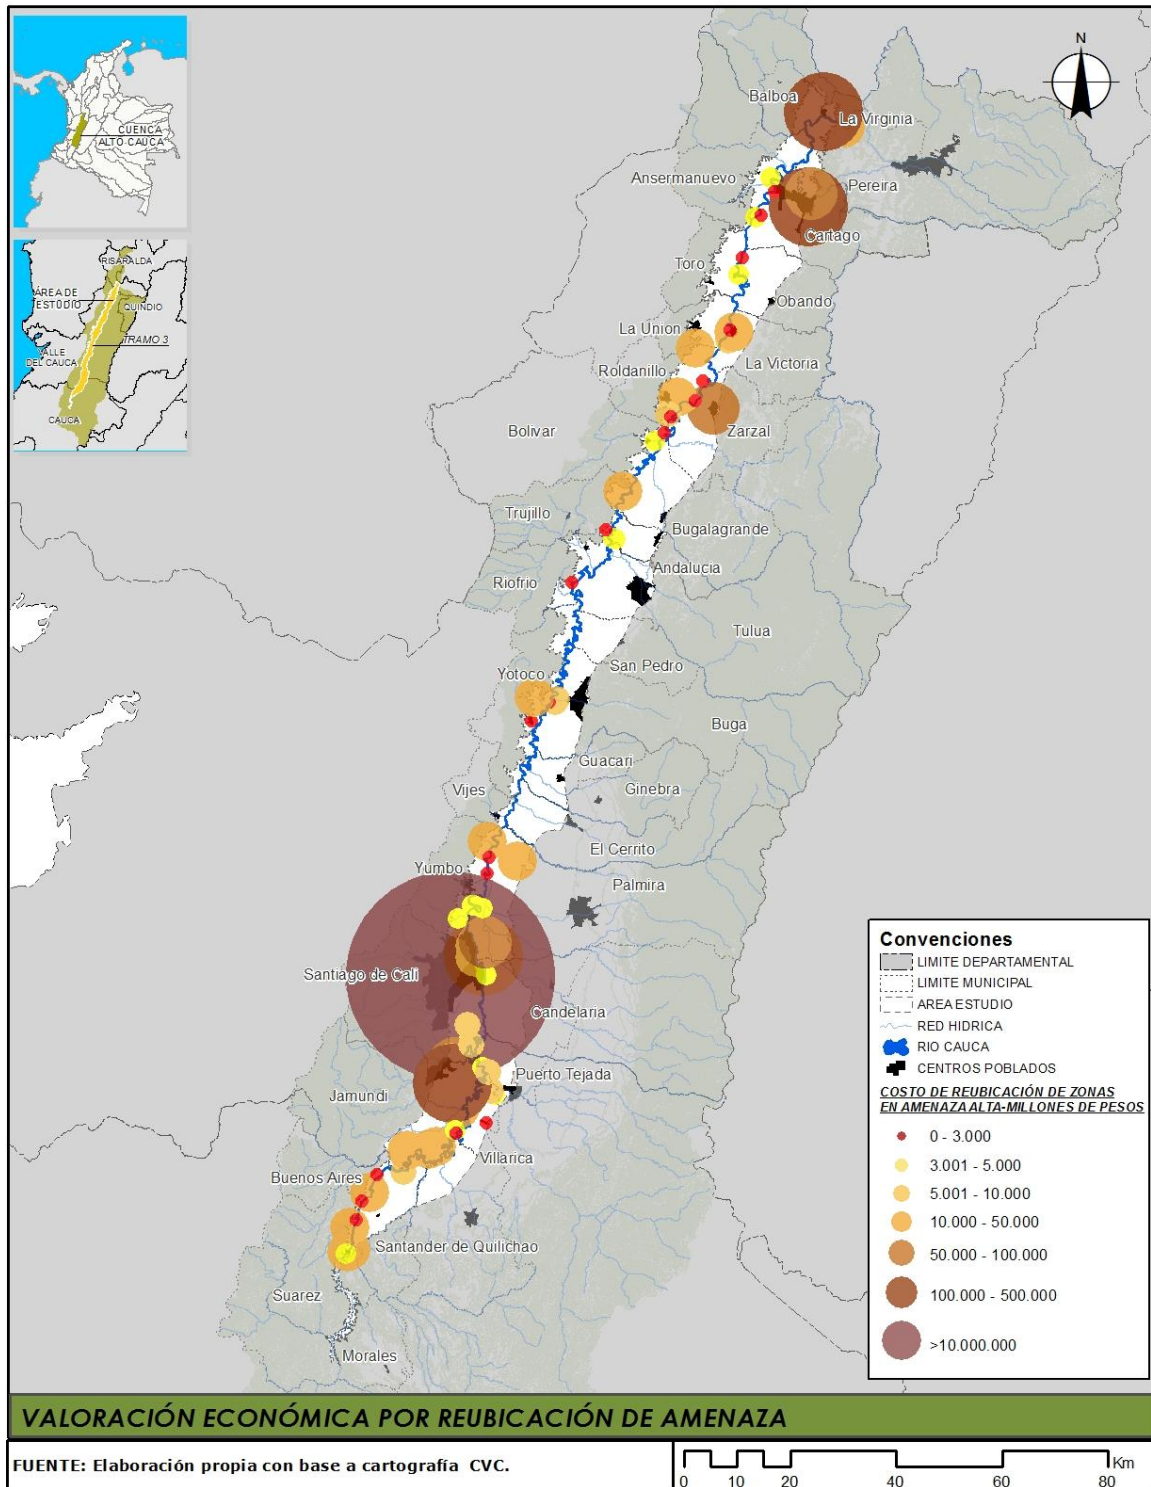 CUENCA
ALTO CAUCA
RISARALDA
ÁREA DE
ESTUDIO
QUINDIO
TRAMO 3
VALLE
DEL CAUCA
CAUCA
N
Balboa
La Virginia
Ansermanuevo
Pereira
Cartago
Toro
Obando
La Union
La Victoria
Roldanillo
Zarzal
Bolivar
Trujillo
Bugalagrande
Andalucia
Riofrio
Tulua
San Pedro
Yotoco
Buga
Guacari
Vijes
Ginebra
El Cerrito
Yumbo
Palmira
Santiago de Cali
Candelaria
Puerto Tejada
Jamundi
Villarica
Buenos Aires
Santander de Quilichao
Suarez
Morales
Convenciones
LIMITE DEPARTAMENTAL
LIMITE MUNICIPAL
AREA ESTUDIO
RED HIDRICA
RIO CAUCA
CENTROS POBLADOS
COSTO DE REUBICACIÓN DE ZONAS
EN AMENAZA ALTA-MILLONES DE PESOS
0 - 3.000
3.001 - 5.000
5.001 - 10.000
10.000 - 50.000
50.000 - 100.000
100.000 - 500.000
>10.000.000
VALORACIÓN ECONÓMICA POR REUBICACIÓN DE AMENAZA
FUENTE: Elaboración propia con base a cartografía CVC.
Km
0 10 20 40 60 80